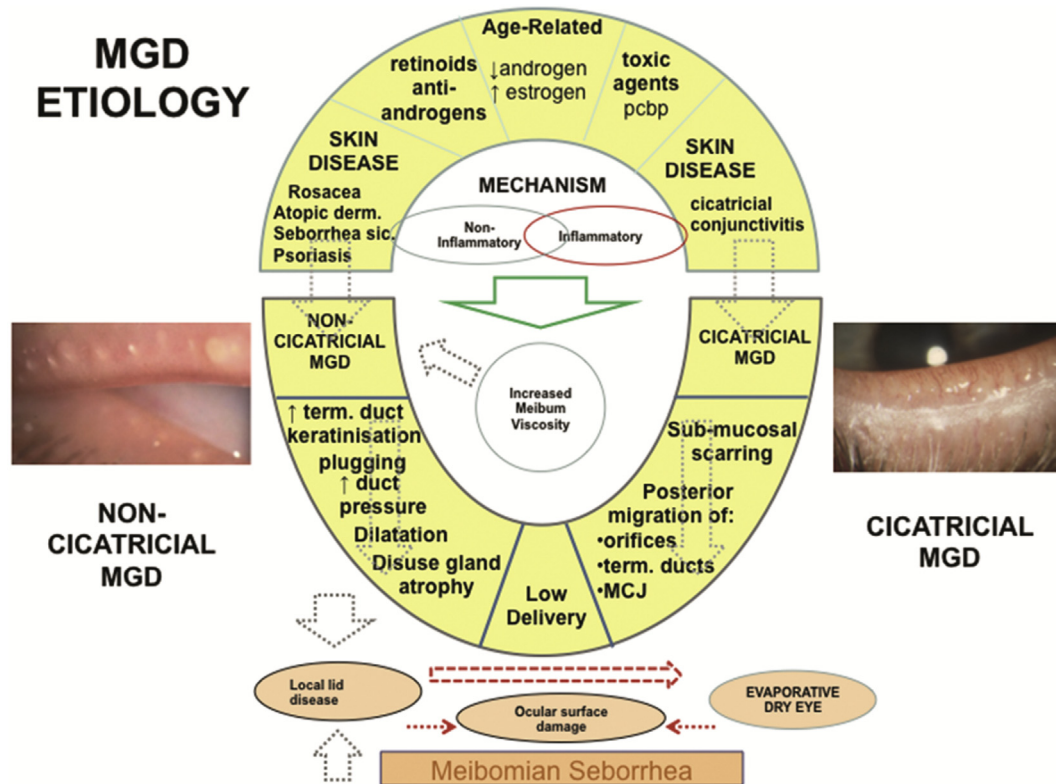 MGD
ETIOLOGY
Age-Related
↓androgen
↑ estrogen
retinoids
anti-
androgens
toxic
agents
pcbp
SKIN
DISEASE
Rosacea
Atopic derm.
Seborrhea sic.
Psoriasis
SKIN
DISEASE
cicatricial
conjunctivitis
MECHANISM
Non-
Inflammatory
Inflammatory
NON-
CICATRICIAL
MGD
CICATRICIAL
MGD
Increased
Meibum
Viscosity
↑ term. duct
keratinisation
plugging
↑ duct
pressure
Dilatation
Disuse gland
atrophy
Sub-mucosal
scarring
Posterior
migration of:
•orifices
•term. ducts
•MCJ
Low
Delivery
NON-
CICATRICIAL
MGD
CICATRICIAL
MGD
Local lid
disease
Ocular surface
damage
EVAPORATIVE
DRY EYE
Meibomian Seborrhea